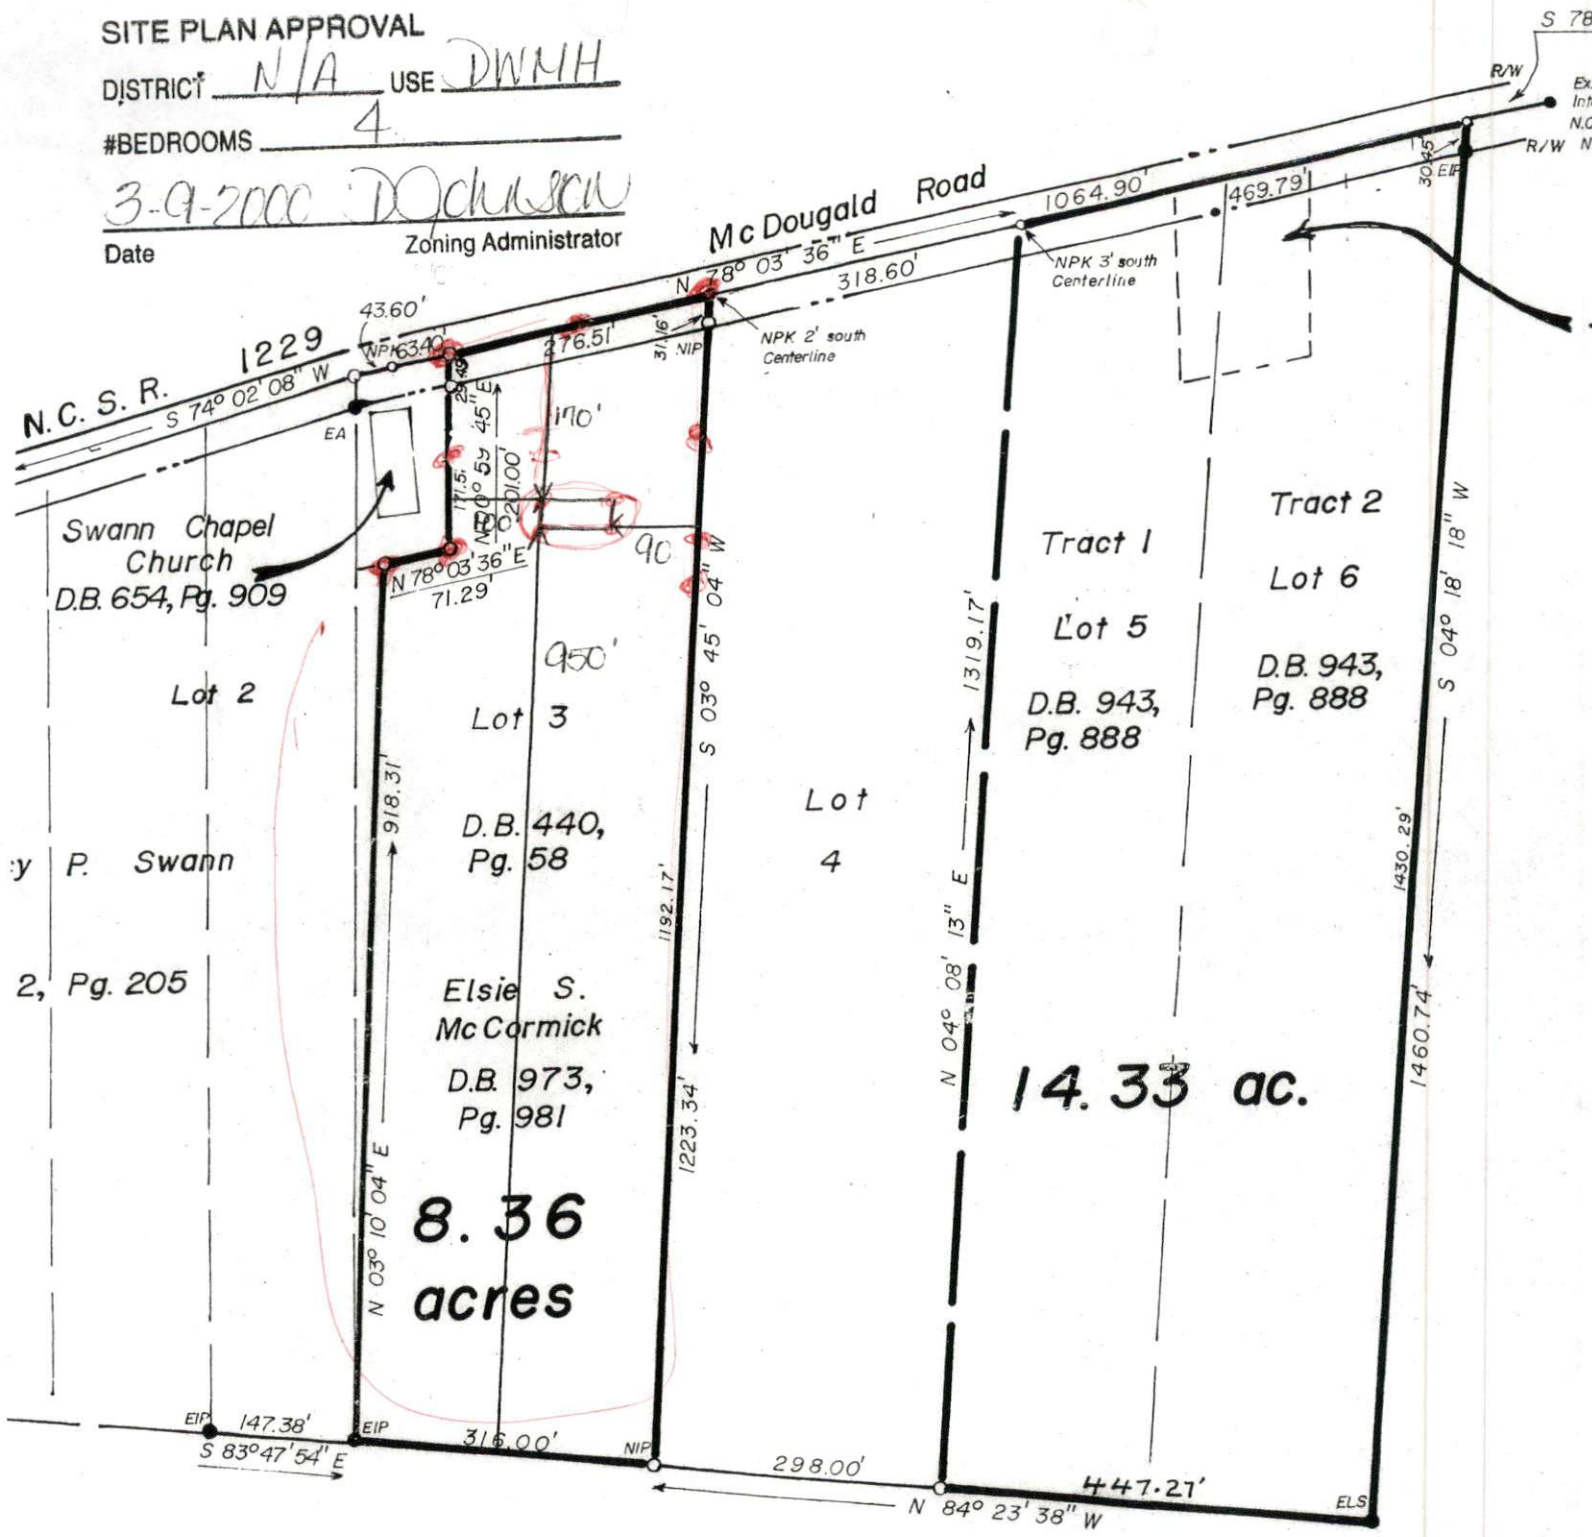 SITE PLAN APPROVAL
DISTRICT N/A USE DWMH
#BEDROOMS 4
3-9-2000 DJohnson
Date Zoning Administrator
S 78
R/W
R/W
Mc Dougald Road
N 78° 03' 36" E
1064.90'
469.79'
30.45'
EIP
318.60'
NPK 3' south
Centerline
43.60'
N.C.S.R. 1229
S 74° 02' 08" W
NPK
63.40'
276.51'
31.16'
NIP
NPK 2' south
Centerline
EA
201.00'
170'
90
Swann Chapel
Church
D.B. 654, Pg. 909
N 78° 03' 36" E
71.29'
950'
S 03° 45' 04" W
1192.17'
1223.34'
Tract 1
Lot 5
D.B. 943,
Pg. 888
Tract 2
Lot 6
D.B. 943,
Pg. 888
S 04° 18' 18" W
1430.29'
1460.74'
1319.17'
N 04° 08' 13" E
Lot 2
Lot 3
D.B. 440,
Pg. 58
Lot
4
918.31'
N 03° 10' 04" E
y P. Swann
2, Pg. 205
Elsie S.
McCormick
D.B. 973,
Pg. 981
8.36
acres
14.33 ac.
EIP
147.38'
S 83° 47' 54" E
EIP
316.00'
NIP
298.00'
N 84° 23' 38" W
447.27'
ELS